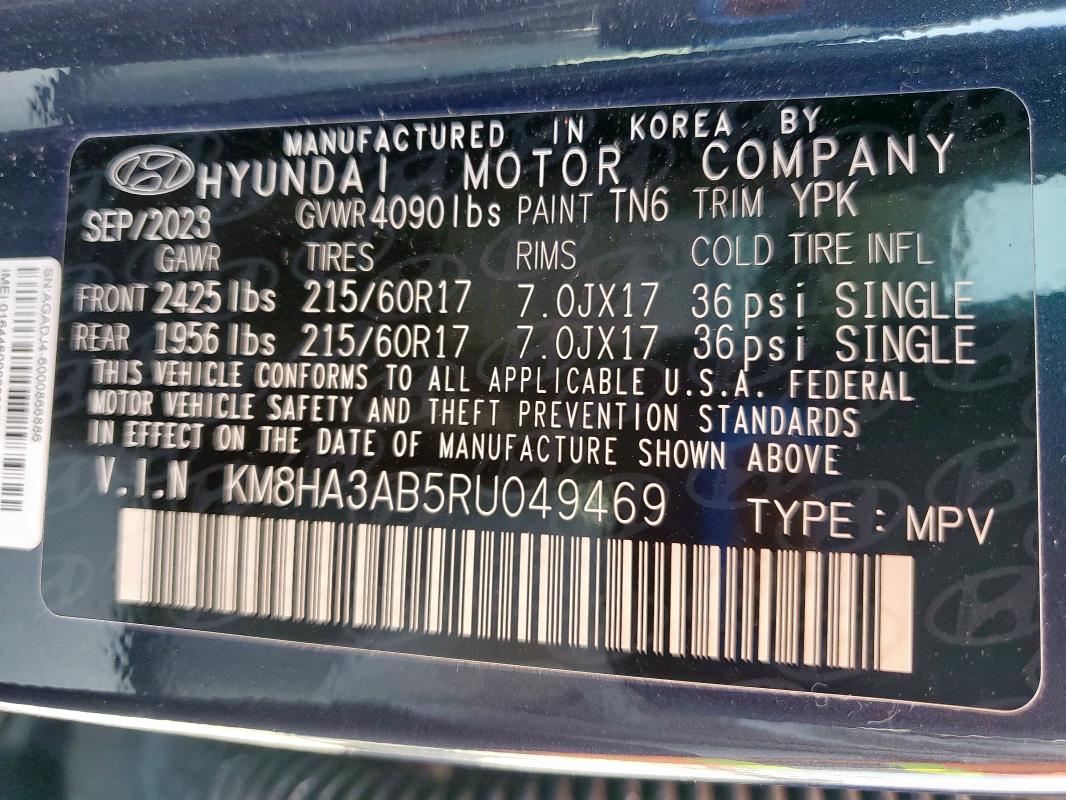 MANUFACTURED IN KOREA BY
HYUNDAI MOTOR COMPANY
SEP/2023 GVWR 4090lbs PAINT TN6 TRIM YPK
GAWR TIRES RIMS COLD TIRE INFL
FRONT 2425 lbs 215/60R17 7.0JX17 36psi SINGLE
REAR 1956 lbs 215/60R17 7.0JX17 36psi SINGLE
THIS VEHICLE CONFORMS TO ALL APPLICABLE U.S.A. FEDERAL
MOTOR VEHICLE SAFETY AND THEFT PREVENTION STANDARDS
IN EFFECT ON THE DATE OF MANUFACTURE SHOWN ABOVE
V.I.N KM8HA3AB5RU049469 TYPE : MPV
IMEI